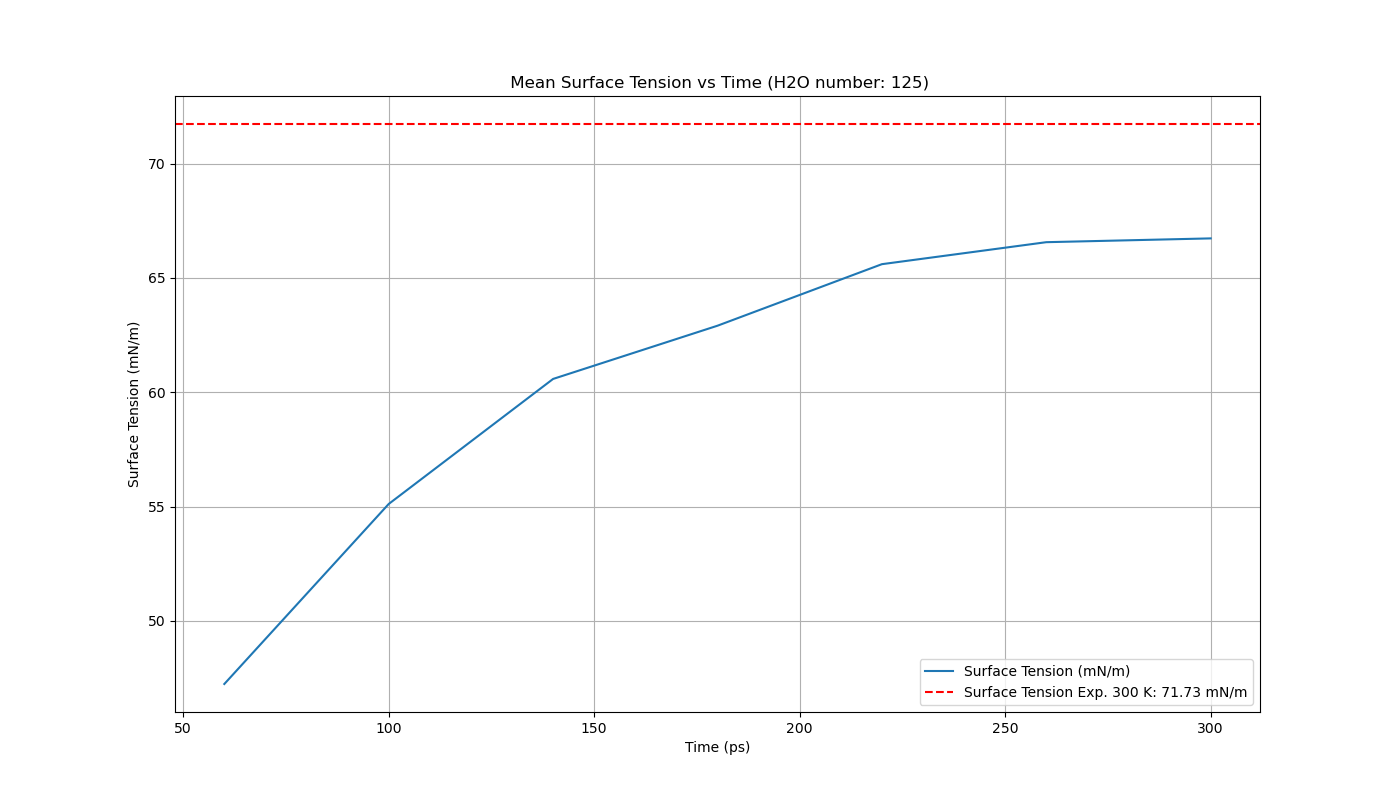 Mean Surface Tension vs Time (H2O number: 125)
Surface Tension (mN/m)
70
65
60
55
50
50
100
150
200
250
300
Time (ps)
Surface Tension (mN/m)
Surface Tension Exp. 300 K: 71.73 mN/m